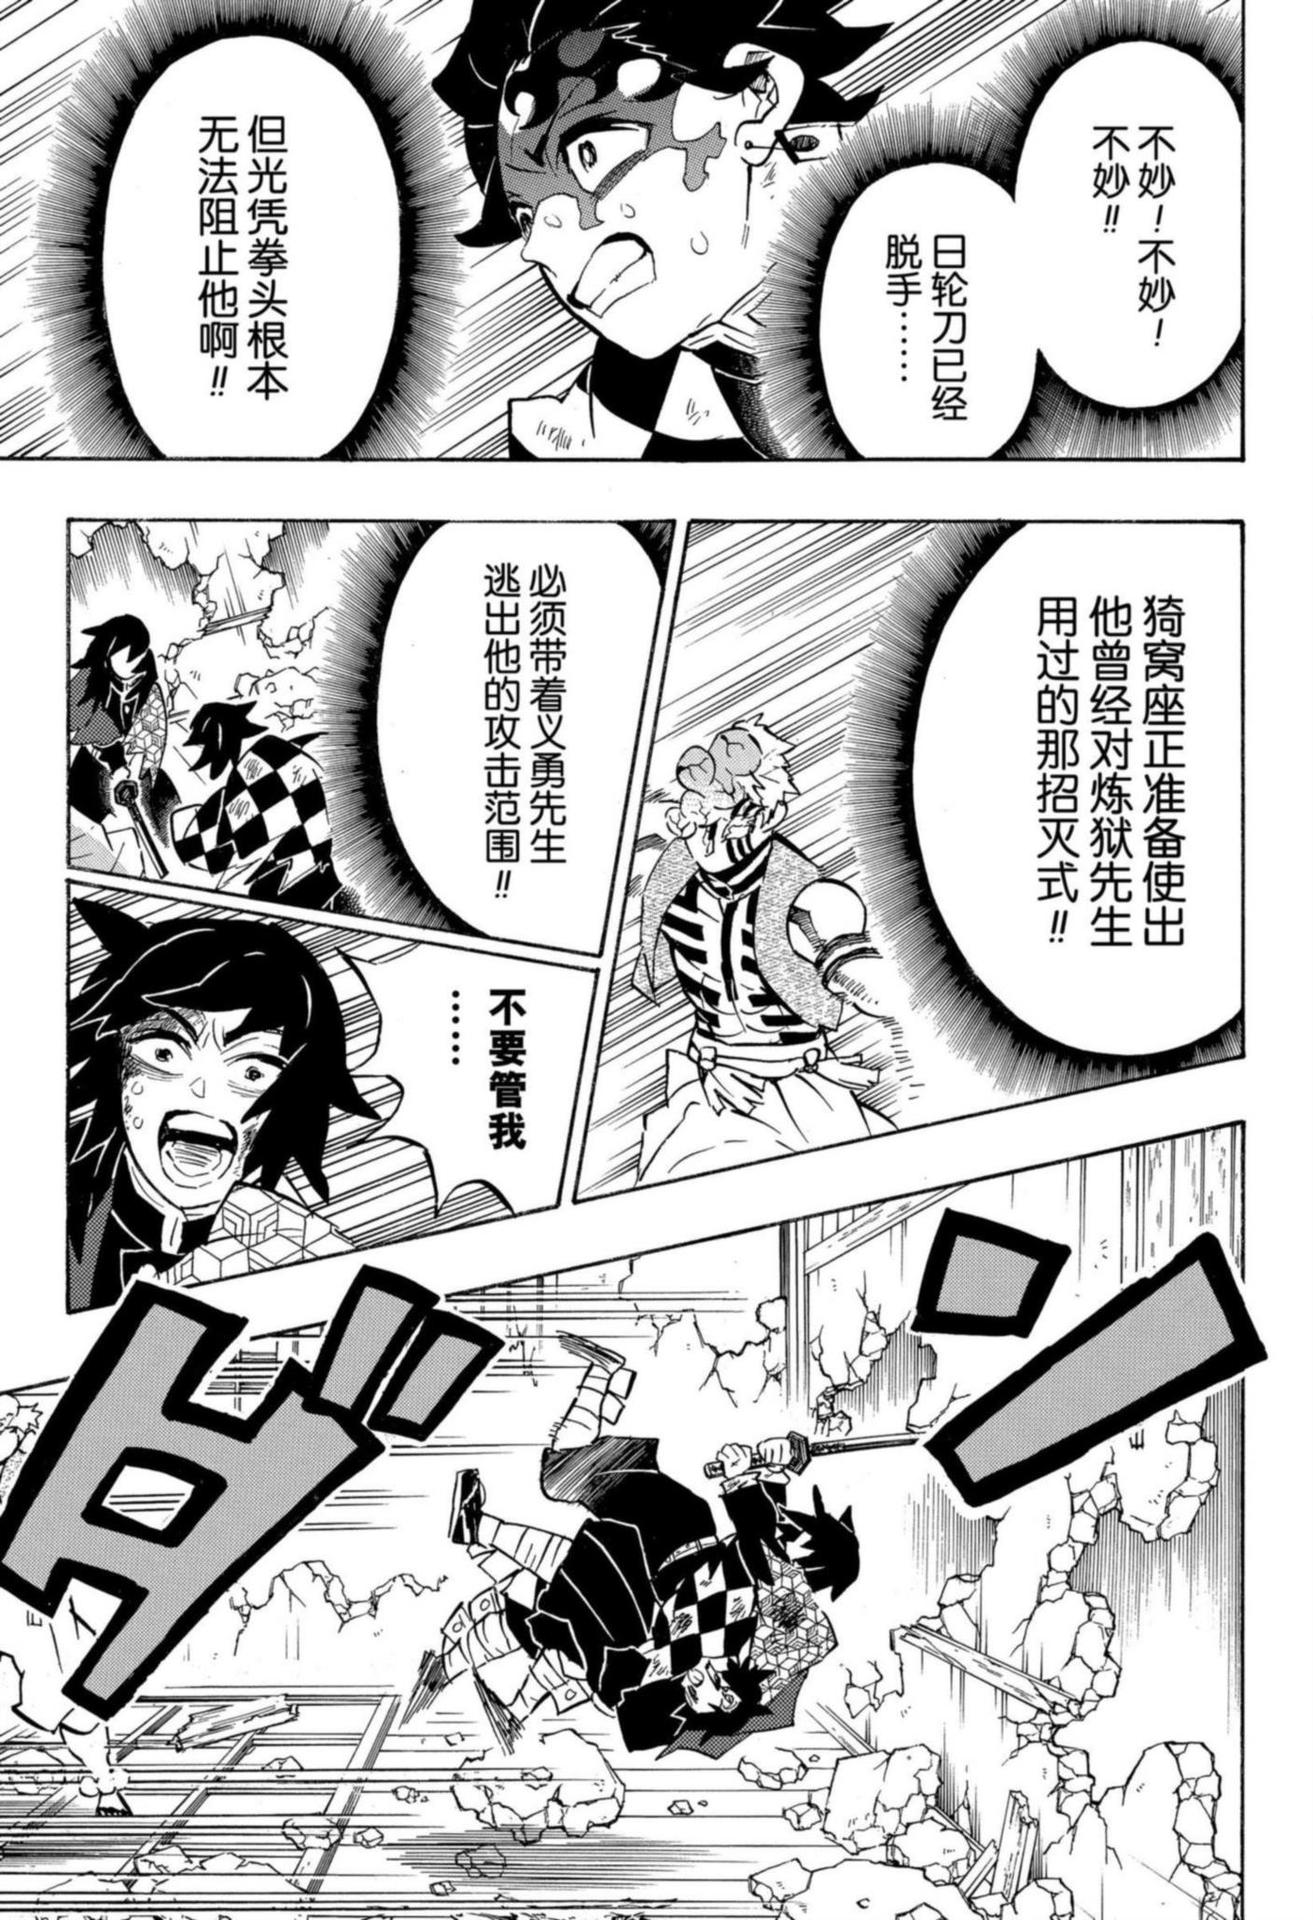 不妙！不妙！
不妙!!
日轮刀已经
脱手……
但光凭拳头根本
无法阻止他啊!!
猗窝座正准备使出
他曾经对炼狱先生
用过的那招灭式!!
必须带着义勇先生
逃出他的攻击范围!!
不要管我
……
ダン